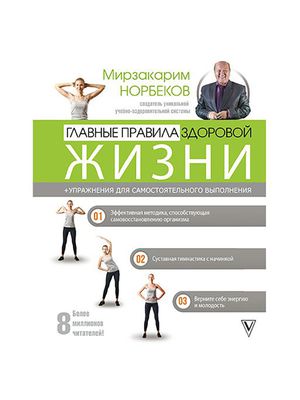 Мирзакарим
НОРБЕКОВ
создатель уникальной
учебно-оздоровительной системы
ГЛАВНЫЕ ПРАВИЛА ЗДОРОВОЙ
ЖИЗНИ
+УПРАЖНЕНИЯ ДЛЯ САМОСТОЯТЕЛЬНОГО ВЫПОЛНЕНИЯ
01 Эффективная методика, способствующая
самовосстановлению организма
02 Суставная гимнастика с начинкой
03 Верните себе энергию
и молодость
8 Более
миллионов
читателей!